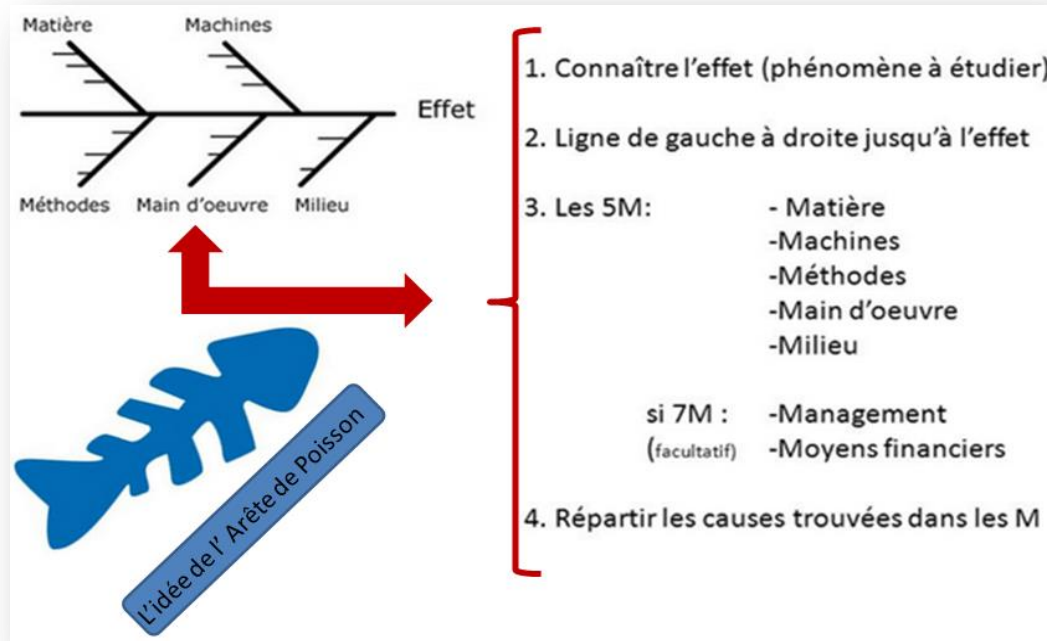 Matière
Machines
Effet
Méthodes
Main d'oeuvre
Milieu
L'idée de l' Arête de Poisson
1. Connaître l'effet (phénomène à étudier)
2. Ligne de gauche à droite jusqu'à l'effet
3. Les 5M: - Matière
-Machines
-Méthodes
-Main d'oeuvre
-Milieu
si 7M : -Management
(facultatif) -Moyens financiers
4. Répartir les causes trouvées dans les M